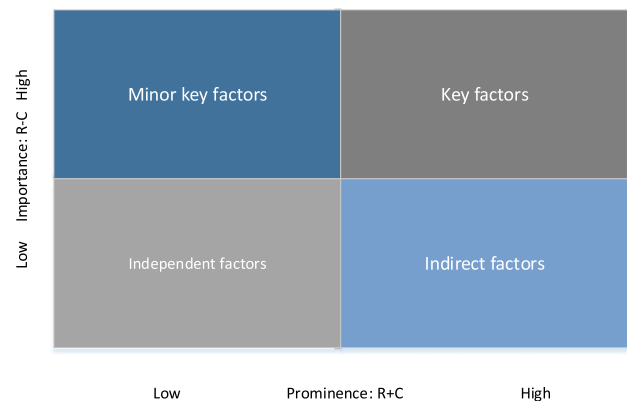 Minor key factors
Key factors
Independent factors
Indirect factors
Low Importance: R-C High
Low Prominence: R+C High